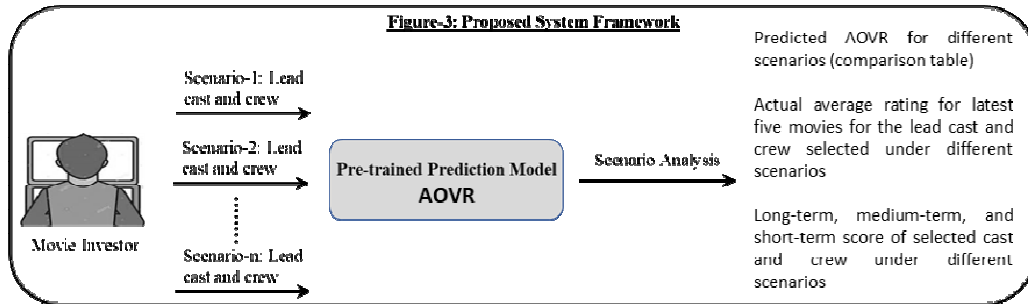 Figure-3: Proposed System Framework
Scenario-1: Lead
cast and crew
Scenario-2: Lead
cast and crew
Scenario-n: Lead
cast and crew
Movie Investor
Pre-trained Prediction Model
AOVR
Scenario Analysis
Predicted AOVR for different
scenarios (comparison table)
Actual average rating for latest
five movies for the lead cast and
crew selected under different
scenarios
Long-term, medium-term, and
short-term score of selected cast
and crew under different
scenarios